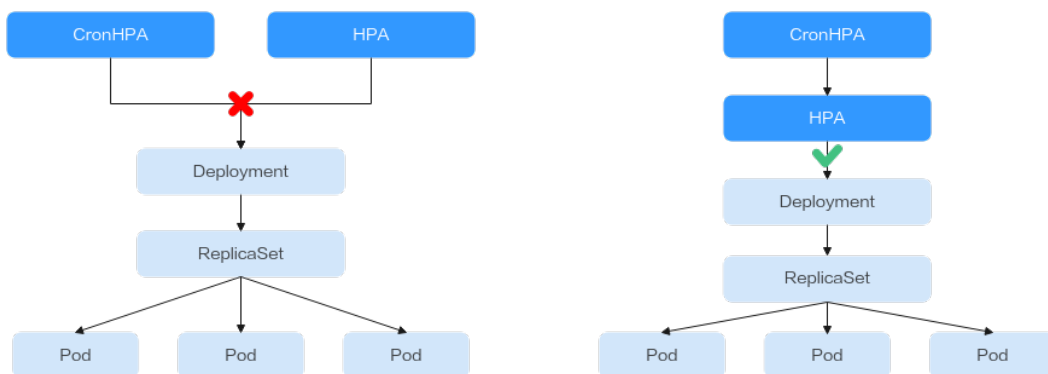 CronHPA
HPA
Deployment
ReplicaSet
Pod
Pod
Pod
CronHPA
HPA
Deployment
ReplicaSet
Pod
Pod
Pod